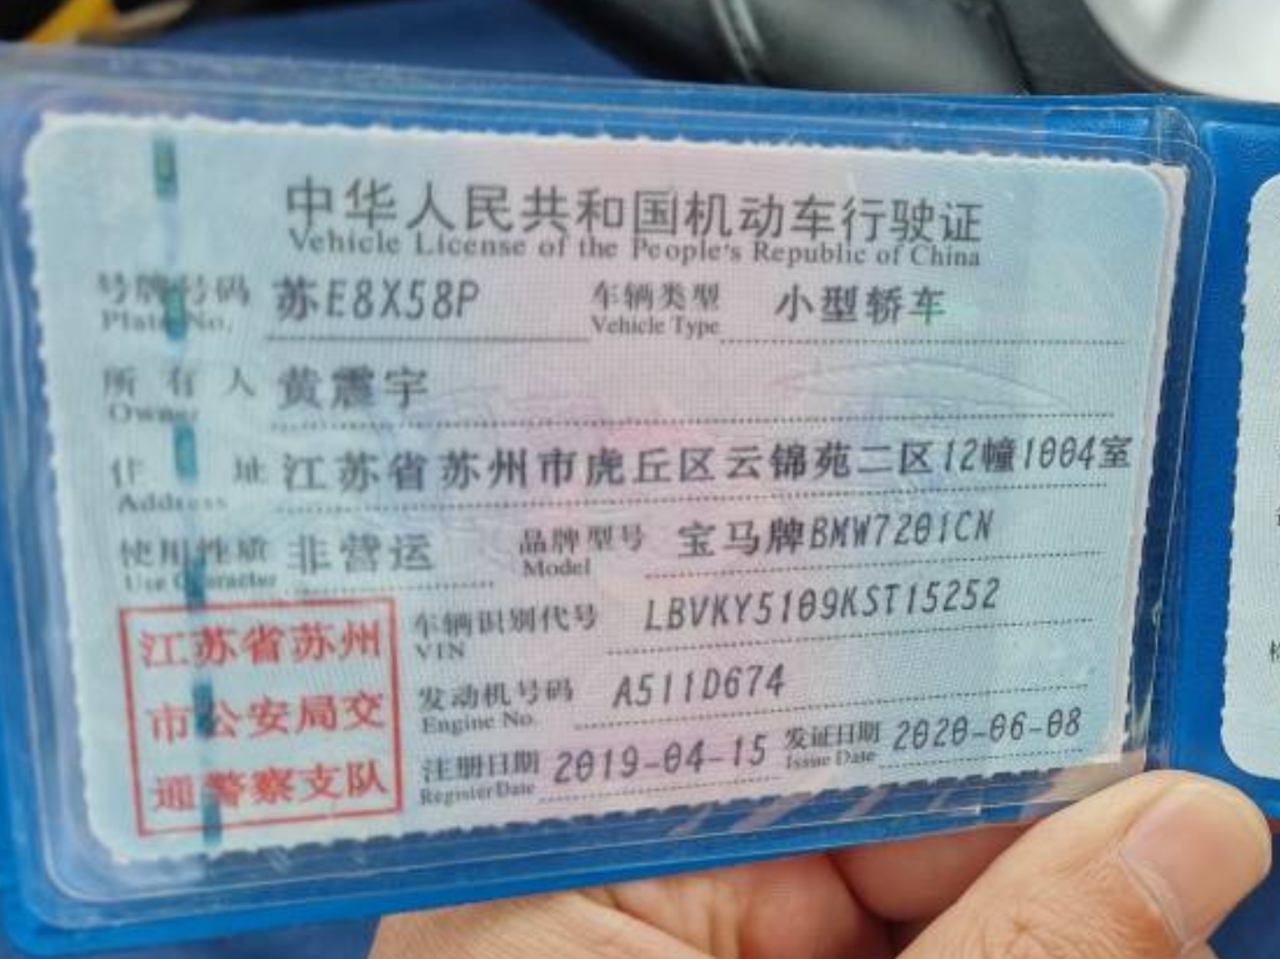 中华人民共和国机动车行驶证
Vehicle License of the People's Republic of China
号牌号码 苏E8X58P 车辆类型 小型轿车
Plate No. Vehicle Type
所有人 黄震宇
Owner
住址 江苏省苏州市虎丘区云锦苑二区12幢1004室
Address
使用性质 非营运 品牌型号 宝马牌BMW7201CN
Use Character Model
车辆识别代号 LBVKY5109KST15252
VIN
发动机号码 A511D674
Engine No.
注册日期 2019-04-15 发证日期 2020-06-08
Register Date Issue Date
江苏省苏州
市公安局交
通警察支队